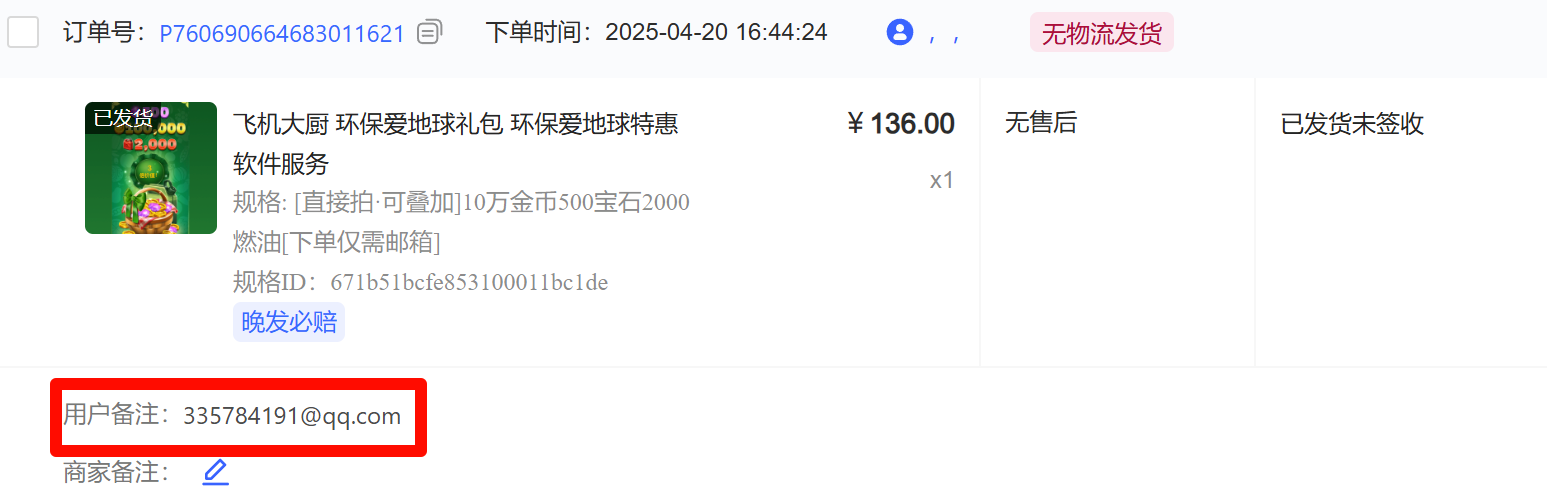 订单号：P760690664683011621 下单时间：2025-04-20 16:44:24 , , 无物流发货
已发货
飞机大厨 环保爱地球礼包 环保爱地球特惠 ¥ 136.00 无售后 已发货未签收
软件服务
x1
规格: [直接拍·可叠加]10万金币500宝石2000
燃油[下单仅需邮箱]
规格ID：671b51bcfe853100011bc1de
晚发必赔
用户备注：335784191@qq.com
商家备注：